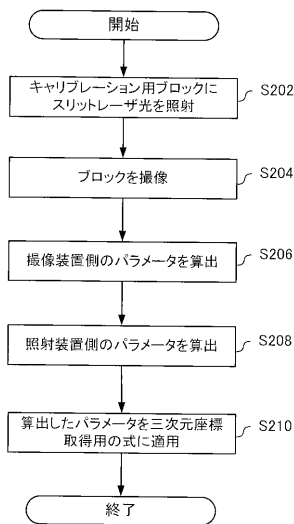 開始
キャリブレーション用ブロックに
スリットレーザ光を照射
S202
ブロックを撮像
S204
撮像装置側のパラメータを算出
S206
照射装置側のパラメータを算出
S208
算出したパラメータを三次元座標
取得用の式に適用
S210
終了